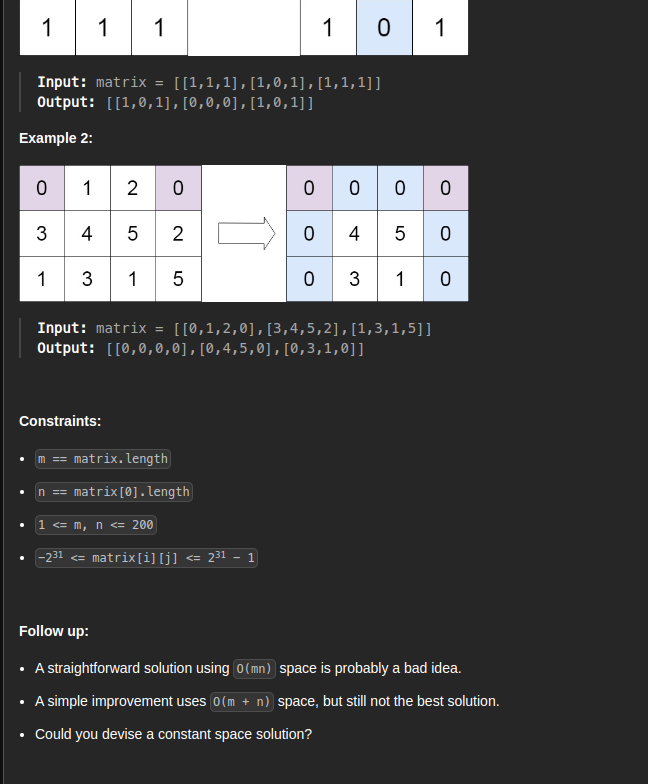 1 1 1 1 0 1
Input: matrix = [[1,1,1],[1,0,1],[1,1,1]]
Output: [[1,0,1],[0,0,0],[1,0,1]]
Example 2:
0 1 2 0 0 0 0 0
3 4 5 2 0 4 5 0
1 3 1 5 0 3 1 0
Input: matrix = [[0,1,2,0],[3,4,5,2],[1,3,1,5]]
Output: [[0,0,0,0],[0,4,5,0],[0,3,1,0]]
Constraints:
• m == matrix.length
• n == matrix[0].length
• 1 <= m, n <= 200
• −2³¹ <= matrix[i][j] <= 2³¹ − 1
Follow up:
• A straightforward solution using O(mn) space is probably a bad idea.
• A simple improvement uses O(m + n) space, but still not the best solution.
• Could you devise a constant space solution?